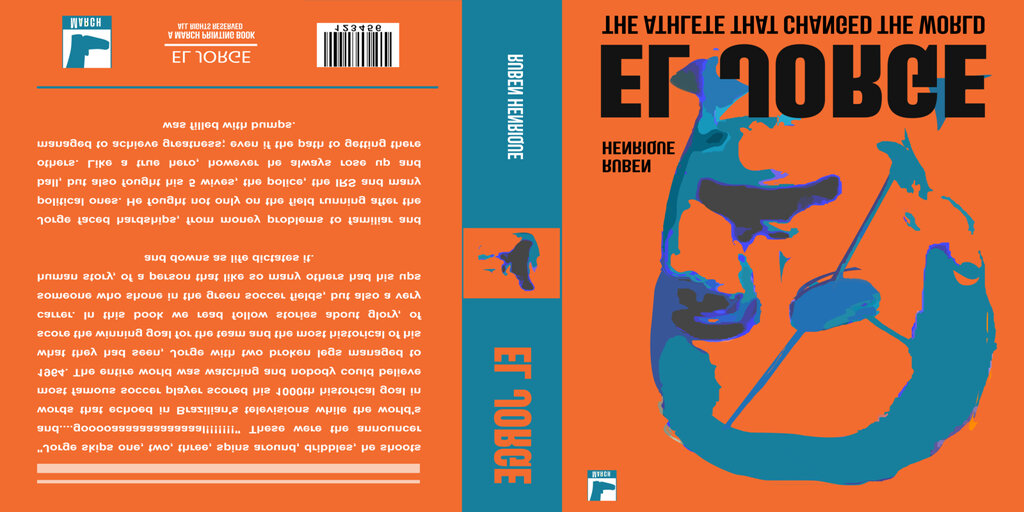 "Jorge skips one, two, three, spins around, dribbles, he shoots
and....gooooaaaaaaaaaaaaal!!!!!!!" These were the announcer
words that echoed in Brazilian's televisions while the world's
most famous soccer player scored his 1000th historical goal in
1964. The entire world was watching and nobody could believe
what they had seen, Jorge with two broken legs managed to
score the winning goal for the team and the most historical of his
carrer. In this book we read follow stories about glory, of
someone who shone in the green soccer fields, but also a very
human story, of a person that like so many others had his ups
and downs as life dictates it.
Jorge faced hardships, from money problems to familiar and
political ones. He fought not only on the field running after the
ball, but also fought his 5 wives, the police, the IRS and many
others. Like a true hero, however he always rose up and
managed to achieve greatness; even if the path to getting there
was filled with bumps.
MARCH
EL JORGE
A MARCH PRINTING BOOK
ALL RIGHTS RESERVED
123456
EL JORGE
RUBEN HENRIQUE
MARCH
RUBEN
HENRIQUE
EL JORGE
THE ATHLETE THAT CHANGED THE WORLD